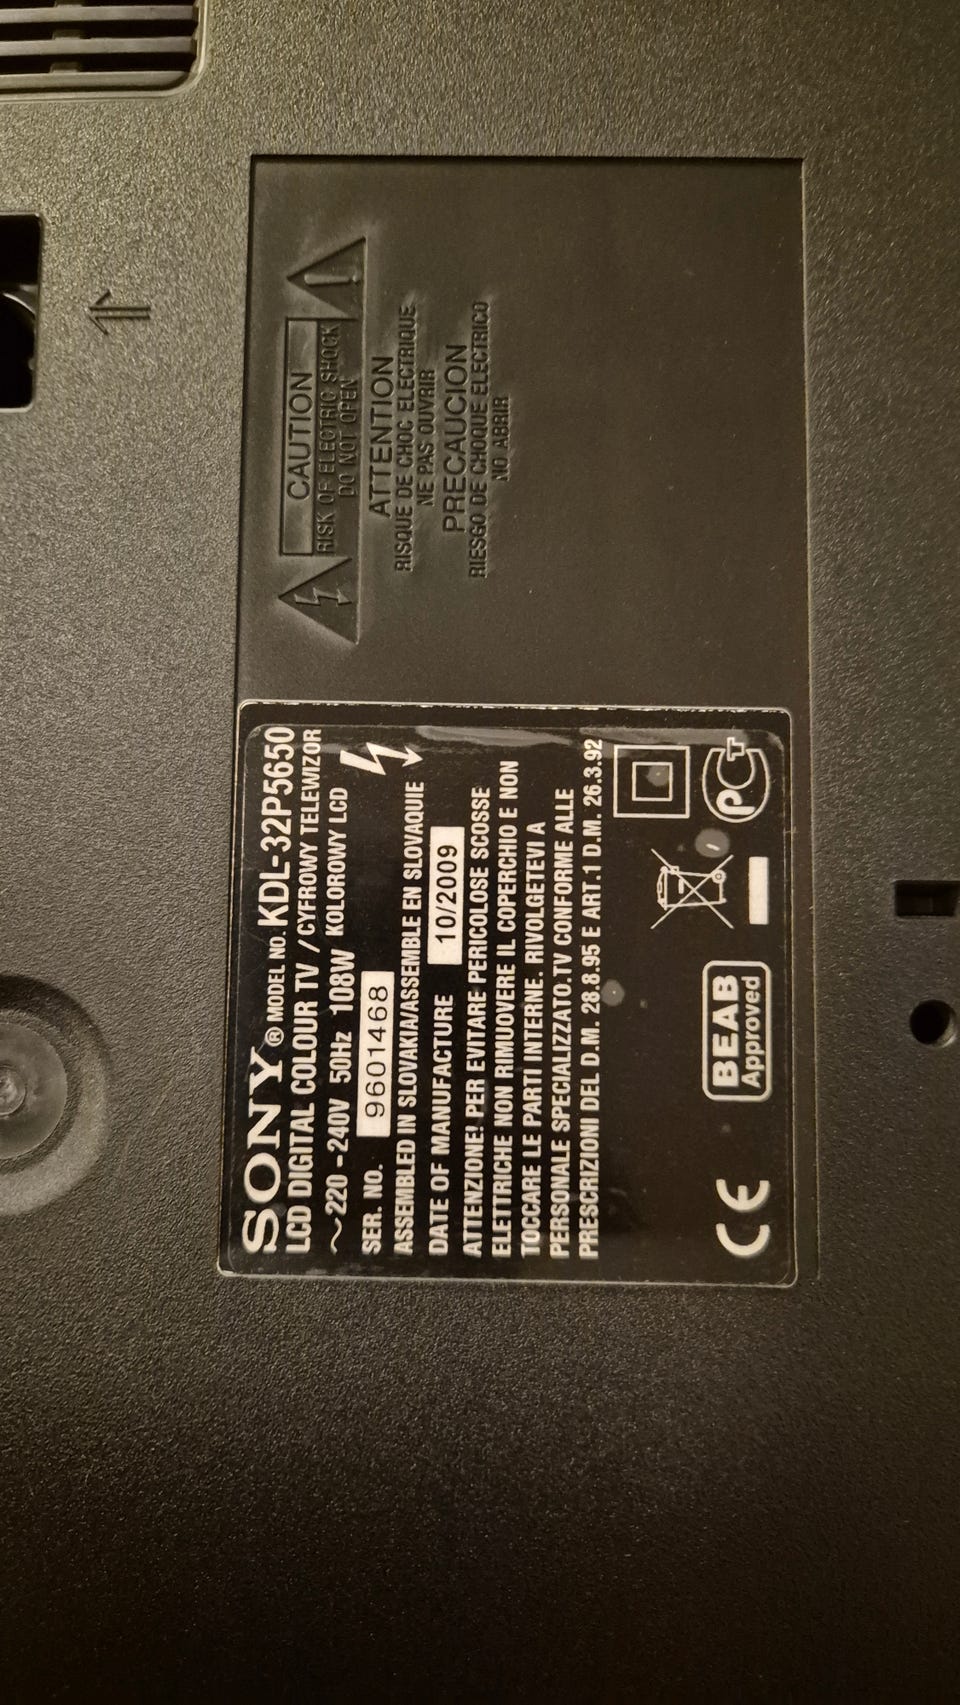 SONY® MODEL NO. KDL-32P5650
LCD DIGITAL COLOUR TV / CYFROWY TELEWIZOR
~220-240V 50Hz 108W KOLOROWY LCD
SER. NO. 9601468
ASSEMBLED IN SLOVAKIA/ASSEMBLE EN SLOVAQUIE
DATE OF MANUFACTURE 10/2009
ATTENZIONE! PER EVITARE PERICOLOSE SCOSSE
ELETTRICHE NON RIMUOVERE IL COPERCHIO E NON
TOCCARE LE PARTI INTERNE. RIVOLGETEVI A
PERSONALE SPECIALIZZATO.TV CONFORME ALLE
PRESCRIZIONI DEL D.M. 28.8.95 E ART.1 D.M. 26.3.92
CE
BEAB
Approved
PCT
CAUTION
RISK OF ELECTRIC SHOCK
DO NOT OPEN
ATTENTION
RISQUE DE CHOC ELECTRIQUE
NE PAS OUVRIR
PRECAUCION
RIESGO DE CHOQUE ELECTRICO
NO ABRIR